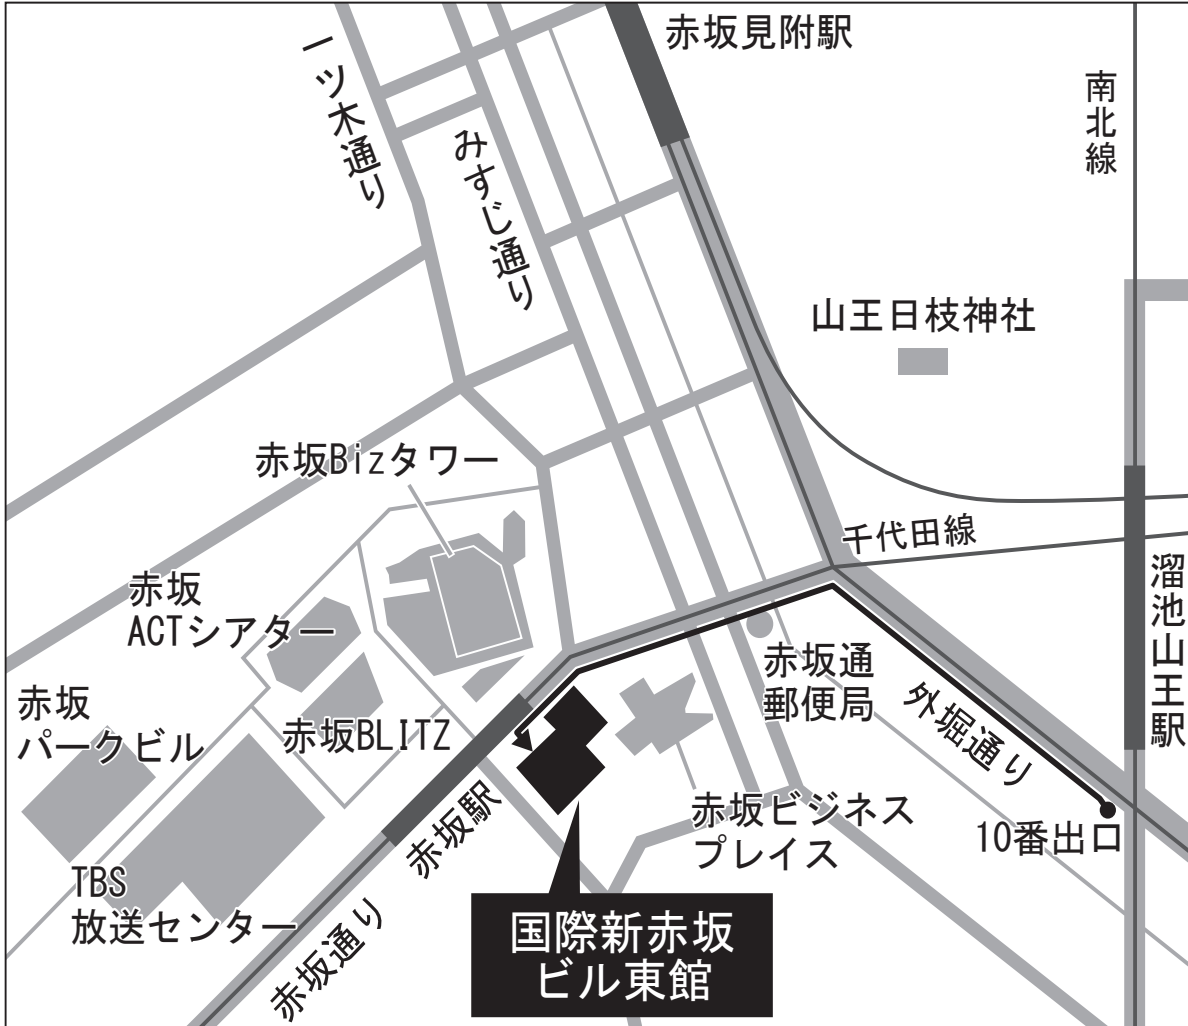 赤坂見附駅
一ツ木通り
みすじ通り
南北線
山王日枝神社
赤坂Bizタワー
千代田線
溜池山王駅
赤坂
ACTシアター
赤坂通
郵便局
外堀通り
赤坂
パークビル
赤坂BLITZ
赤坂駅
赤坂ビジネス
プレイス
10番出口
TBS
放送センター
赤坂通り
国際新赤坂
ビル東館